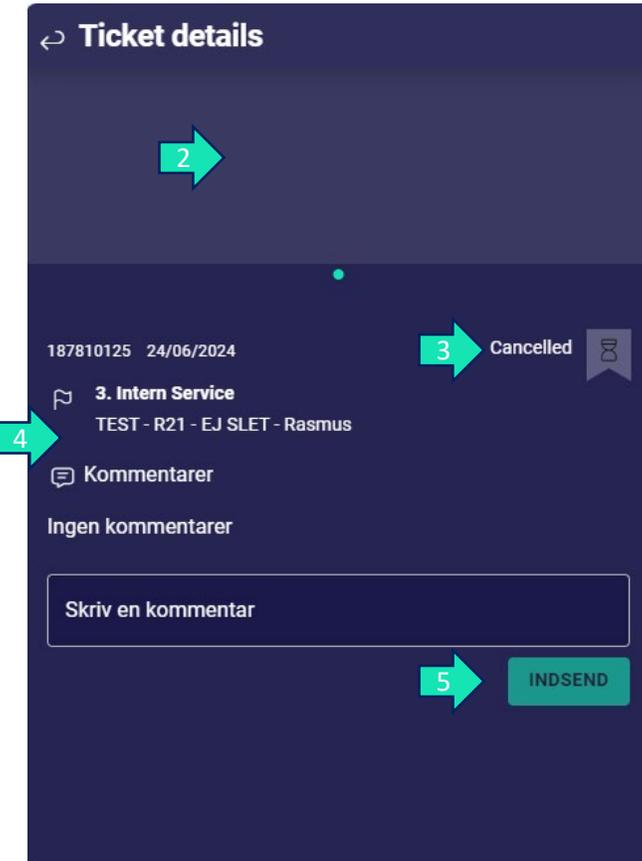 Ticket details
2
187810125 24/06/2024
3
Cancelled
3. Intern Service
TEST - R21 - EJ SLET - Rasmus
4
Kommentarer
Ingen kommentarer
Skriv en kommentar
5
INDSEND